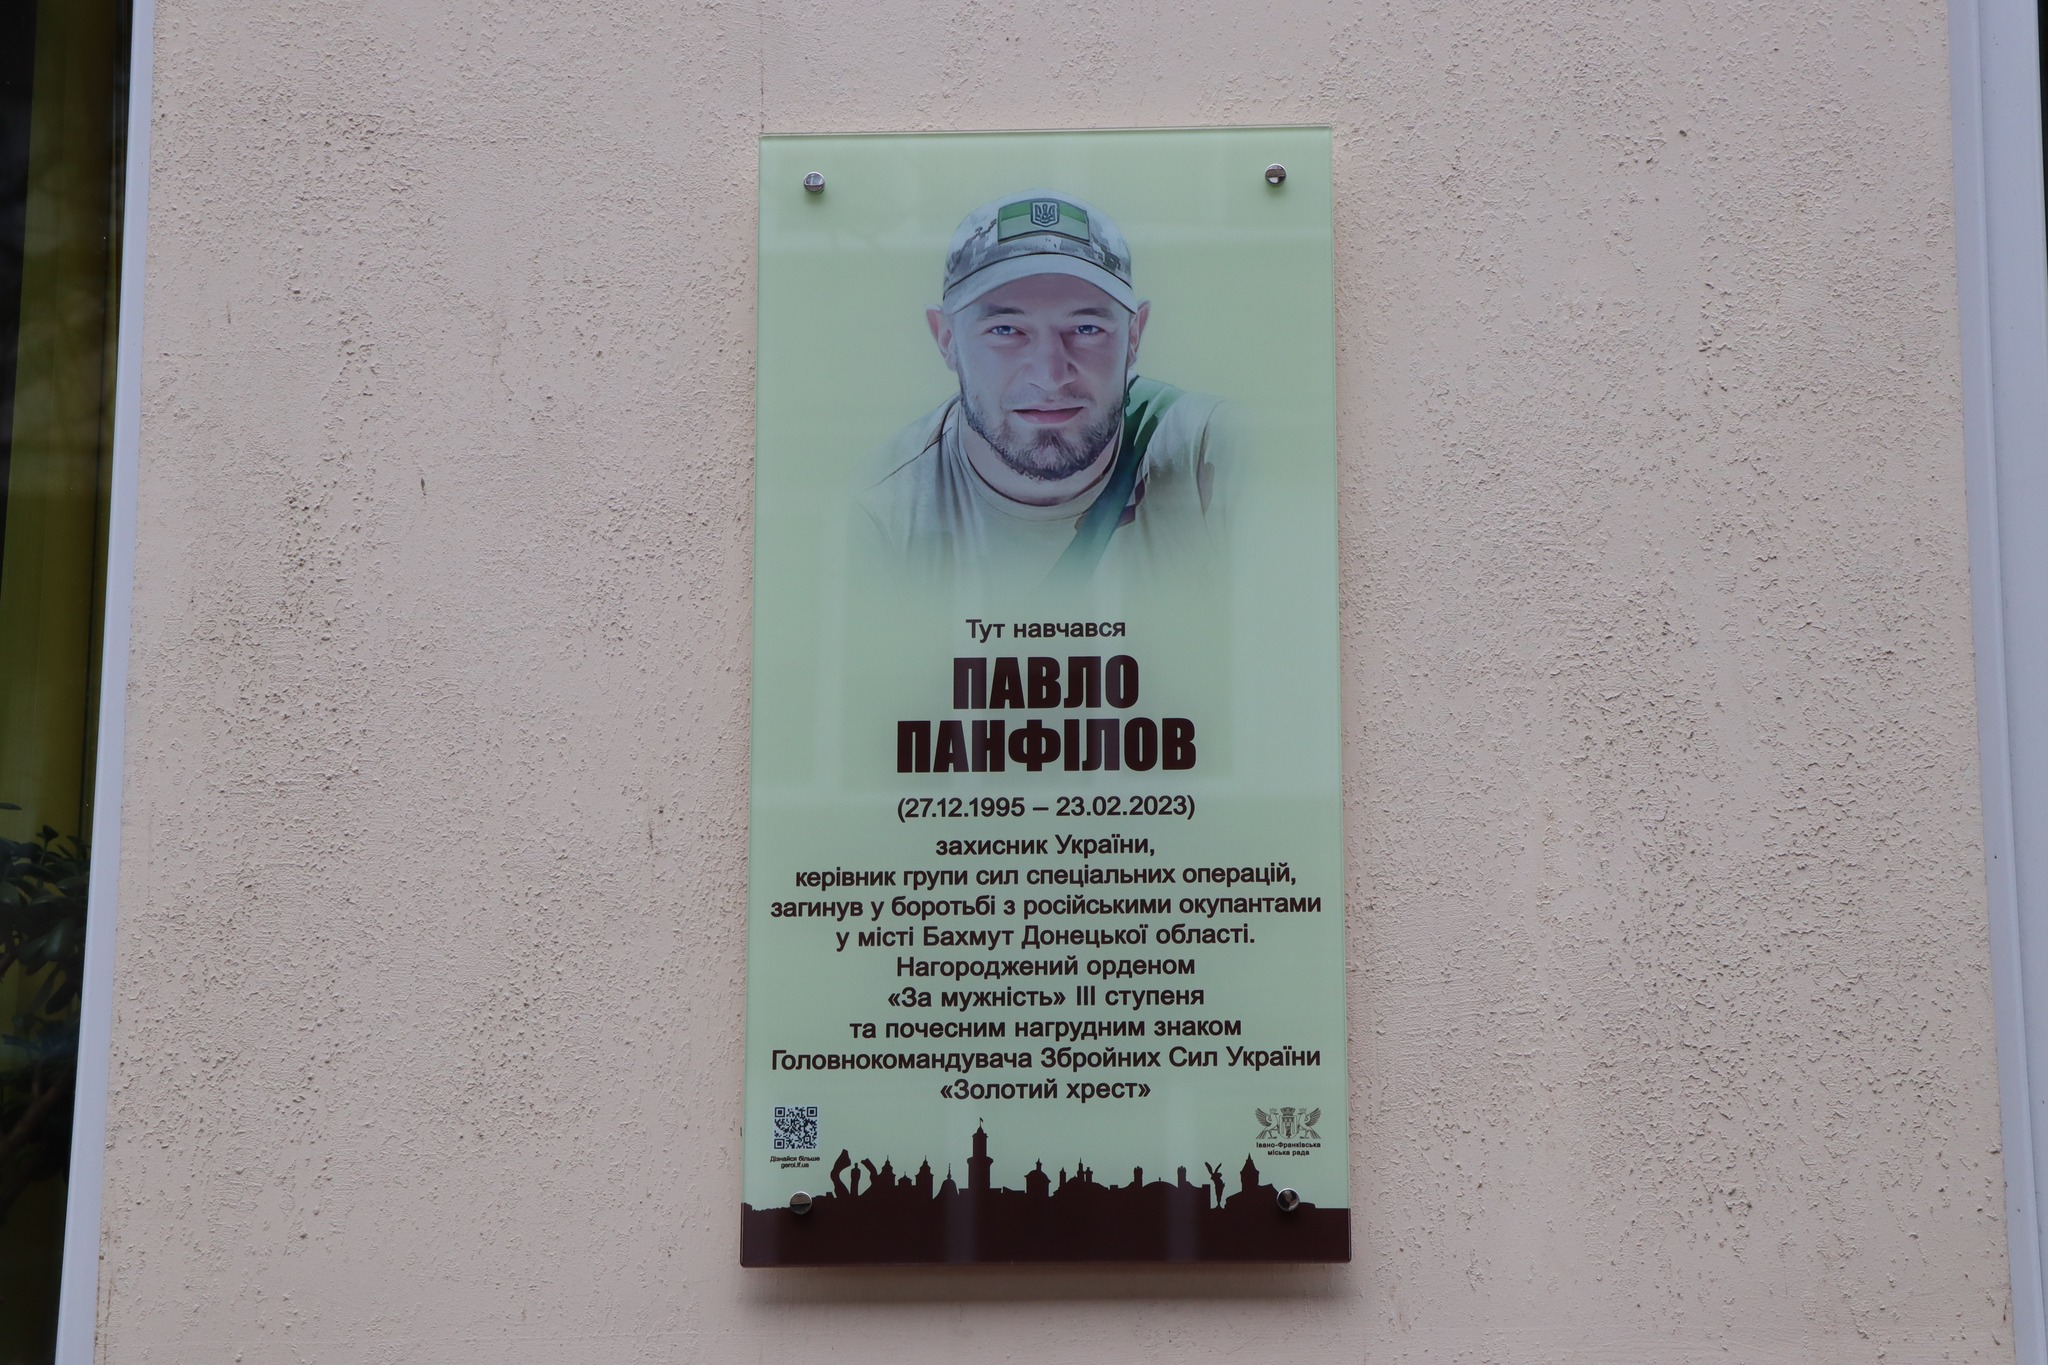 Тут навчався
ПАВЛО
ПАНФІЛОВ
(27.12.1995 – 23.02.2023)
захисник України,
керівник групи сил спеціальних операцій,
загинув у боротьбі з російськими окупантами
у місті Бахмут Донецької області.
Нагороджений орденом
«За мужність» ІІІ ступеня
та почесним нагрудним знаком
Головнокомандувача Збройних Сил України
«Золотий хрест»
Дізнайся більше
geroi.if.ua
Івано-Франківська
міська рада